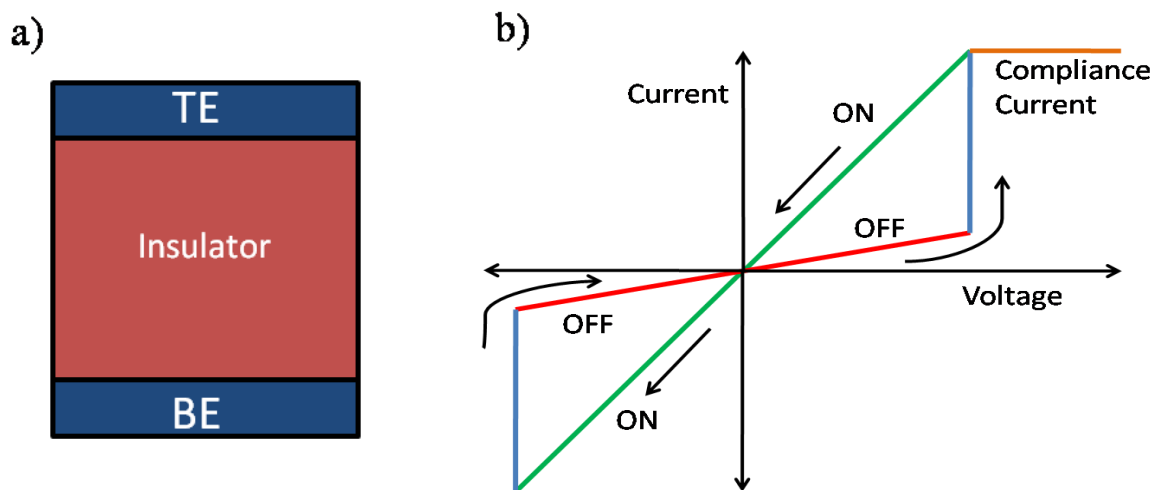 a)
TE
Insulator
BE
b)
Current
Compliance
Current
ON
OFF
Voltage
OFF
ON